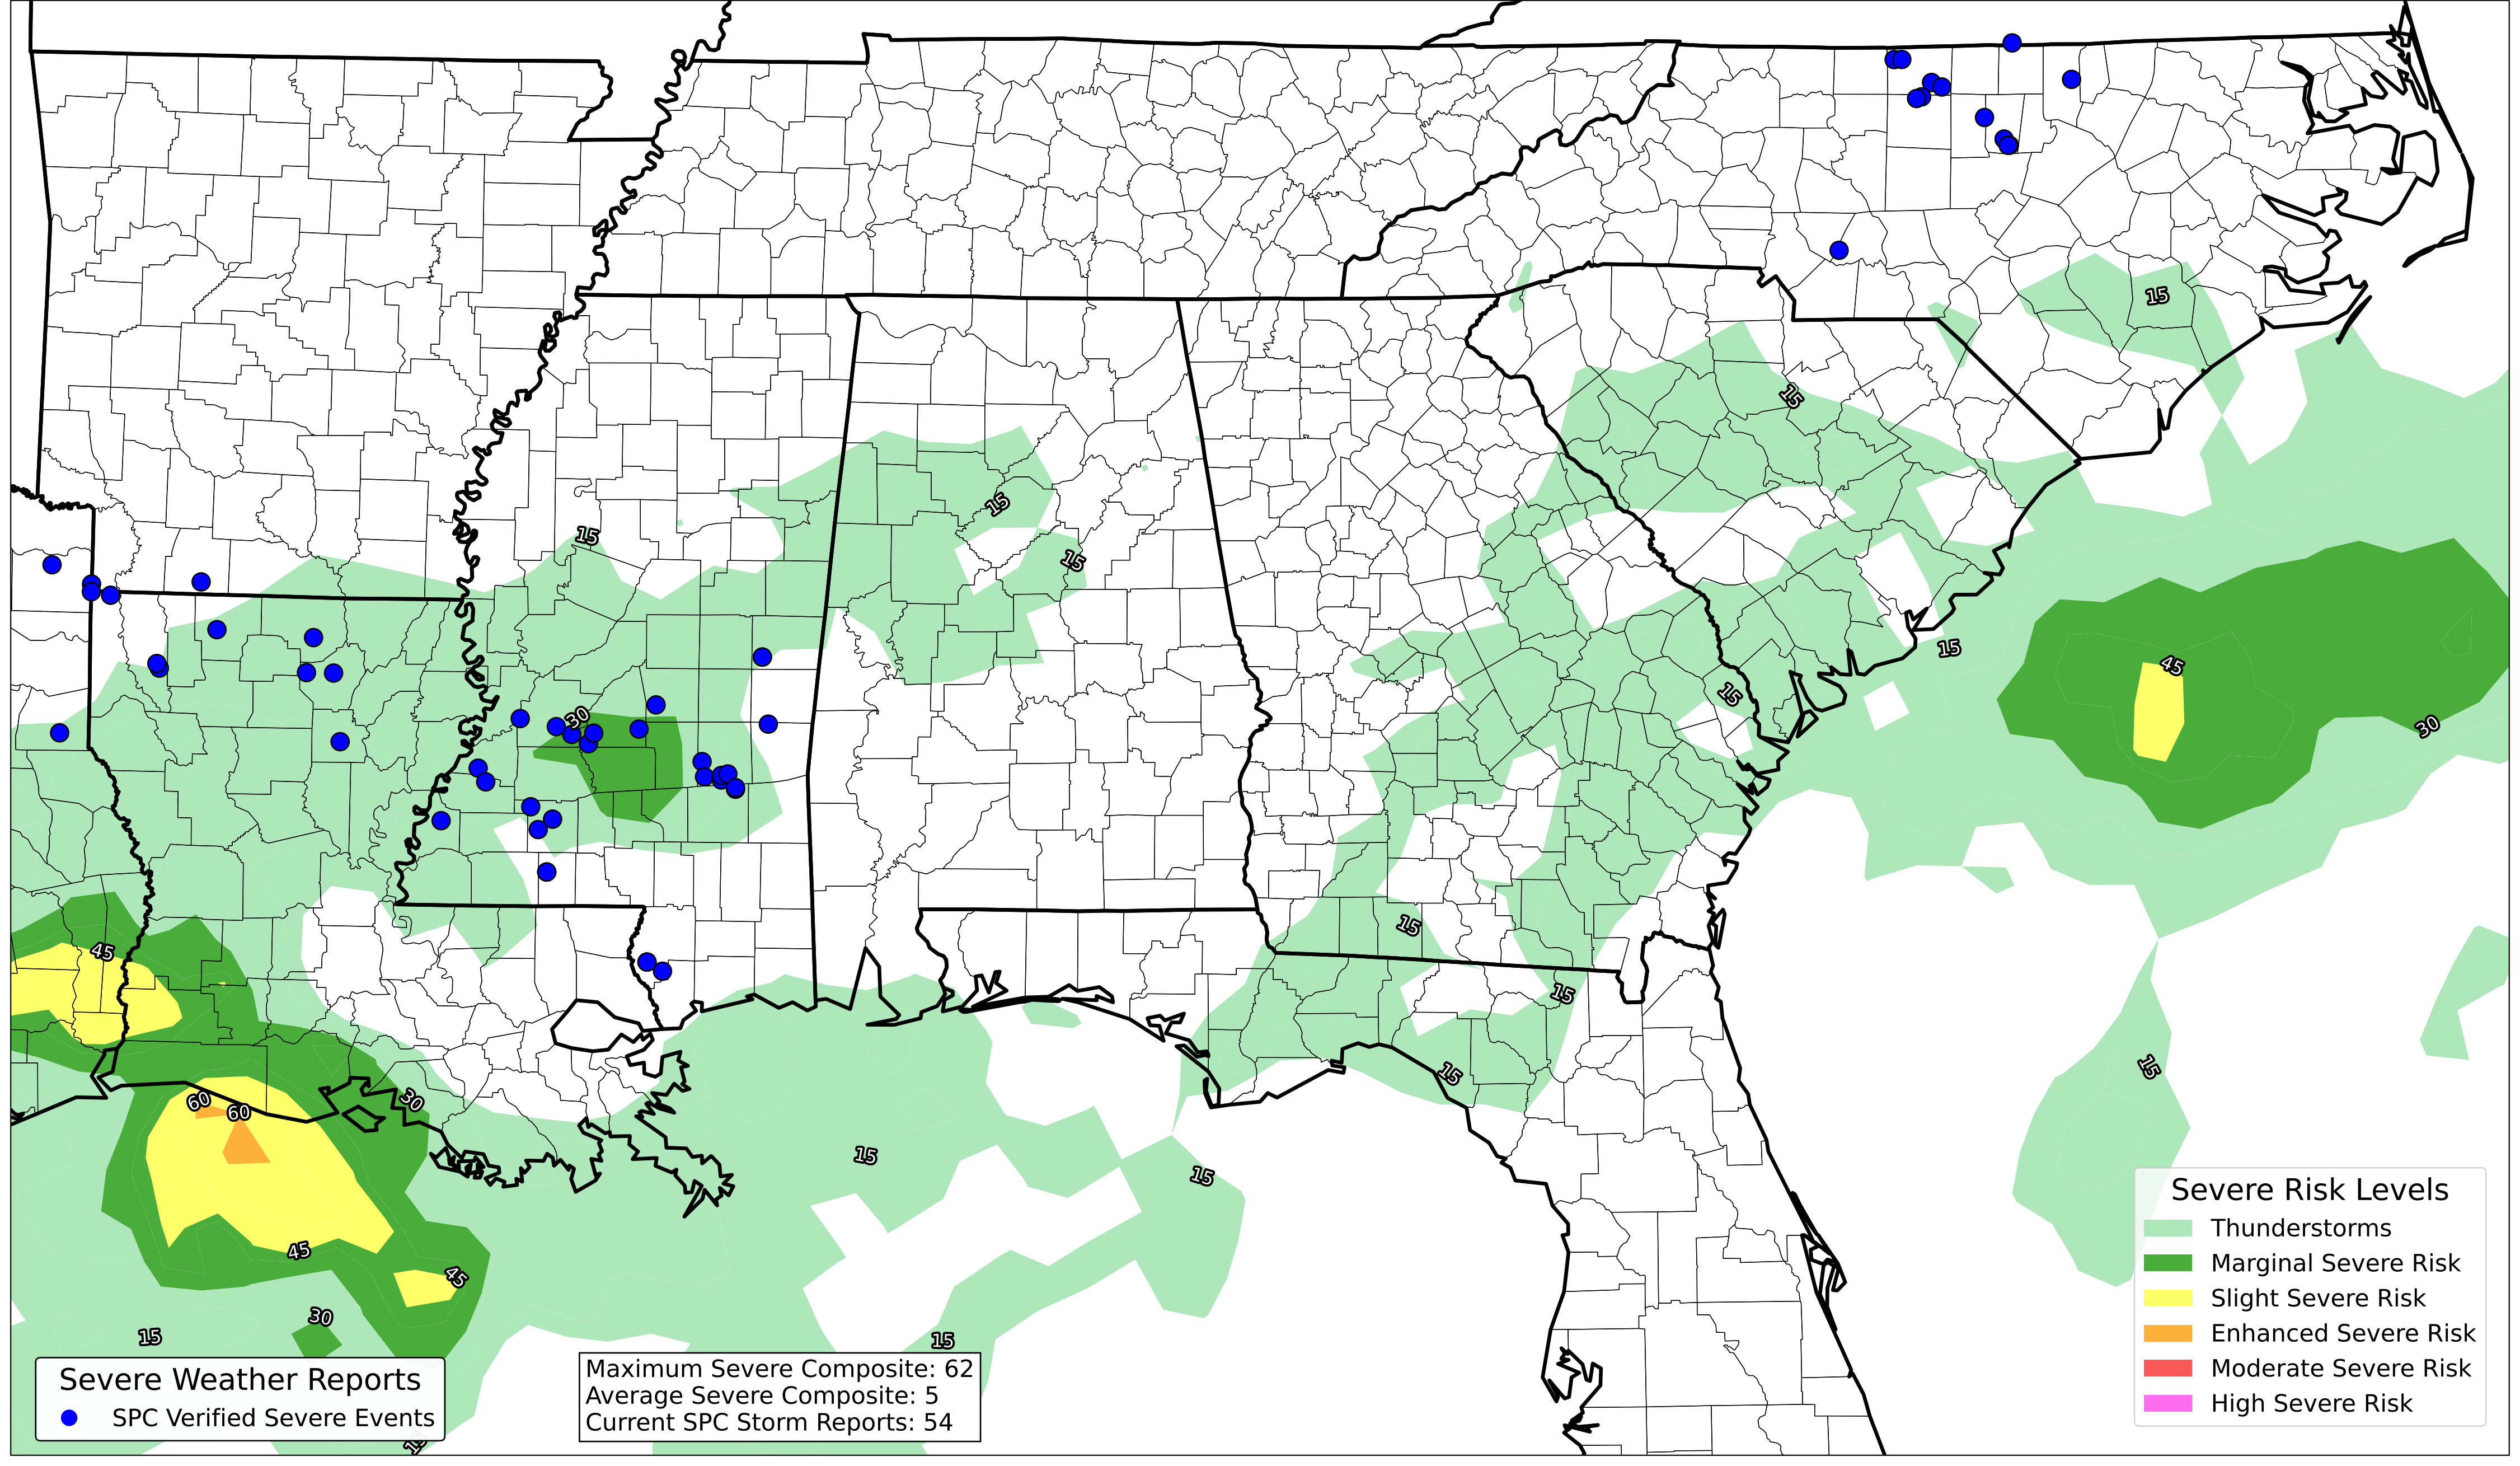 15
15
15
15
15
15
45
15
30
30
15
45
15
15
60
60
30
15
15
15
15
45
45
30
15
15
Severe Risk Levels
Thunderstorms
Marginal Severe Risk
Slight Severe Risk
Enhanced Severe Risk
Moderate Severe Risk
High Severe Risk
Severe Weather Reports
SPC Verified Severe Events
Maximum Severe Composite: 62
Average Severe Composite: 5
Current SPC Storm Reports: 54